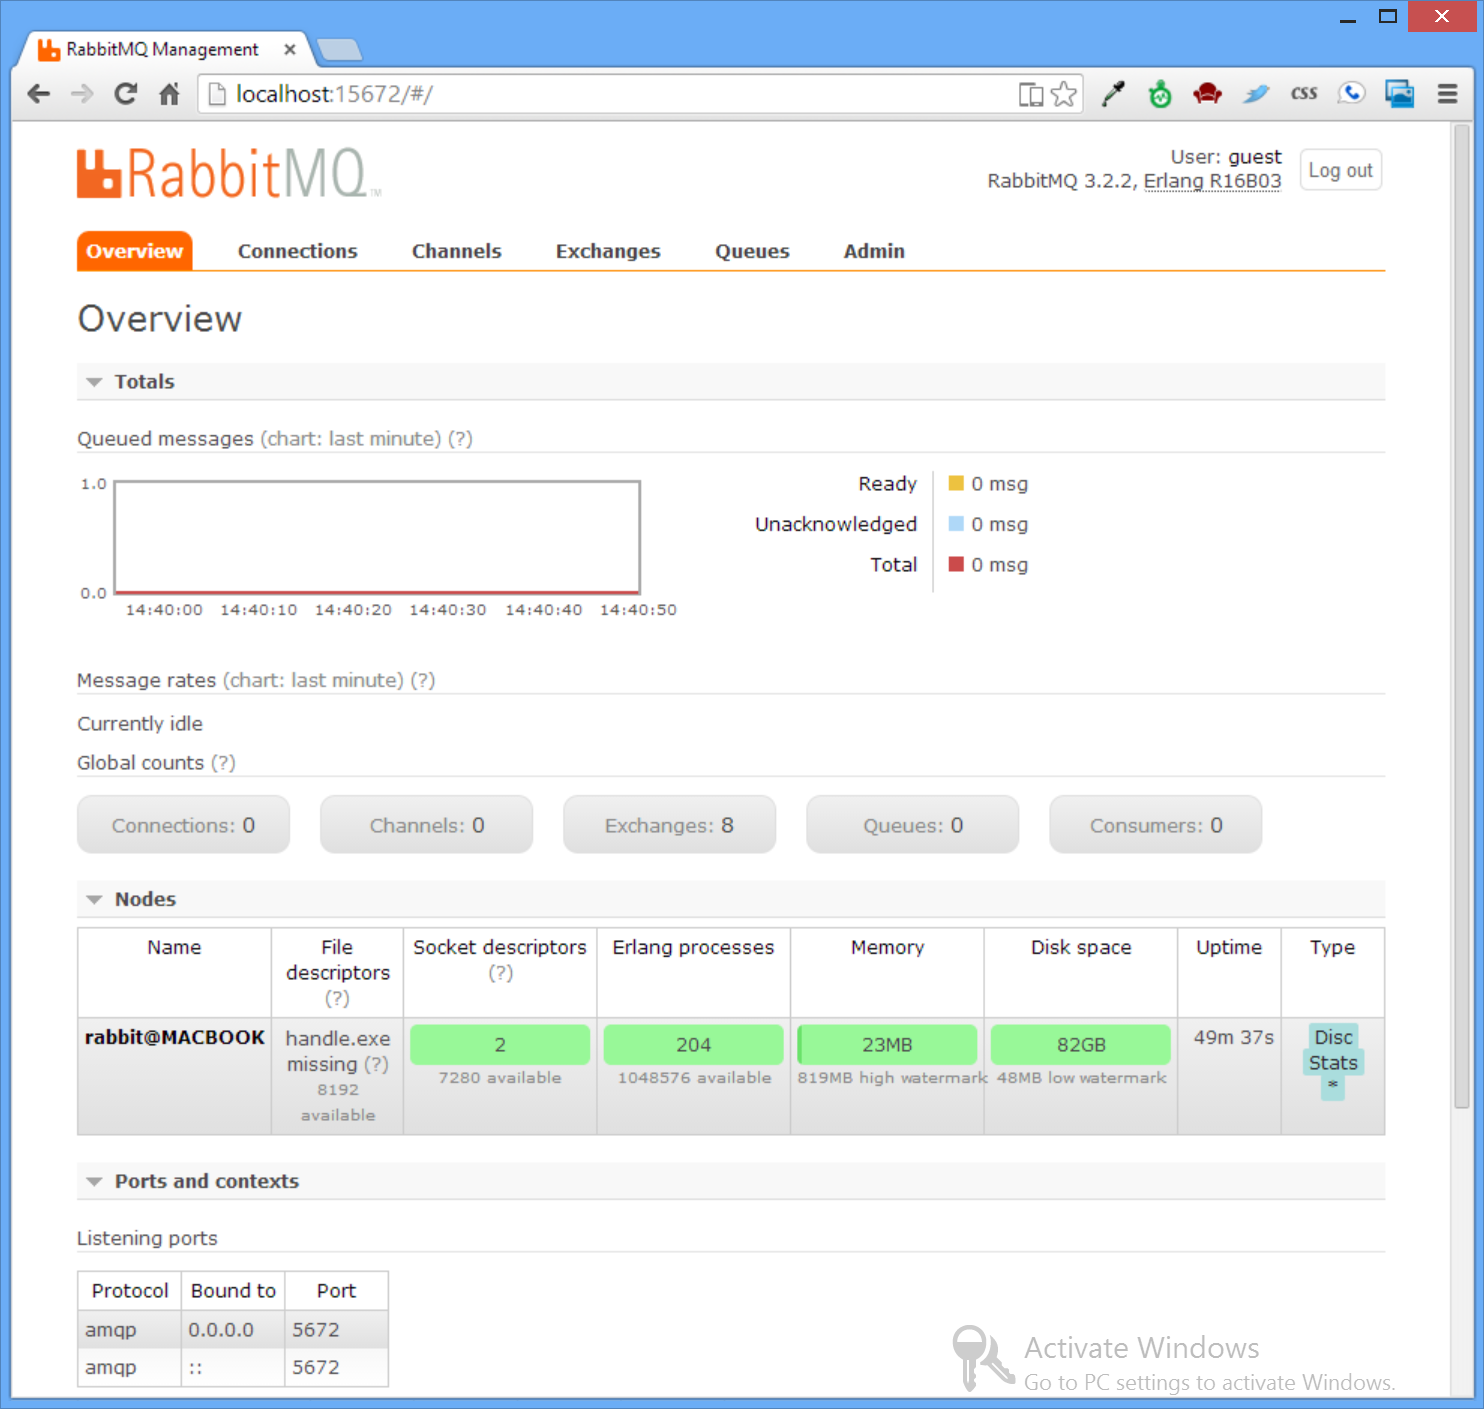 RabbitMQ Management
localhost:15672/#/
css
RabbitMQ™
User: guest
RabbitMQ 3.2.2, Erlang R16B03
Log out
Overview Connections Channels Exchanges Queues Admin
Overview
Totals
Queued messages (chart: last minute) (?)
1.0
0.0
14:40:00 14:40:10 14:40:20 14:40:30 14:40:40 14:40:50
Ready 0 msg
Unacknowledged 0 msg
Total 0 msg
Message rates (chart: last minute) (?)
Currently idle
Global counts (?)
Connections: 0 Channels: 0 Exchanges: 8 Queues: 0 Consumers: 0
Nodes
Name File descriptors (?) Socket descriptors (?) Erlang processes Memory Disk space Uptime Type
rabbit@MACBOOK handle.exe missing (?) 8192 available 2 7280 available 204 1048576 available 23MB 819MB high watermark 82GB 48MB low watermark 49m 37s Disc Stats *
Ports and contexts
Listening ports
Protocol Bound to Port
amqp 0.0.0.0 5672
amqp :: 5672
Activate Windows
Go to PC settings to activate Windows.